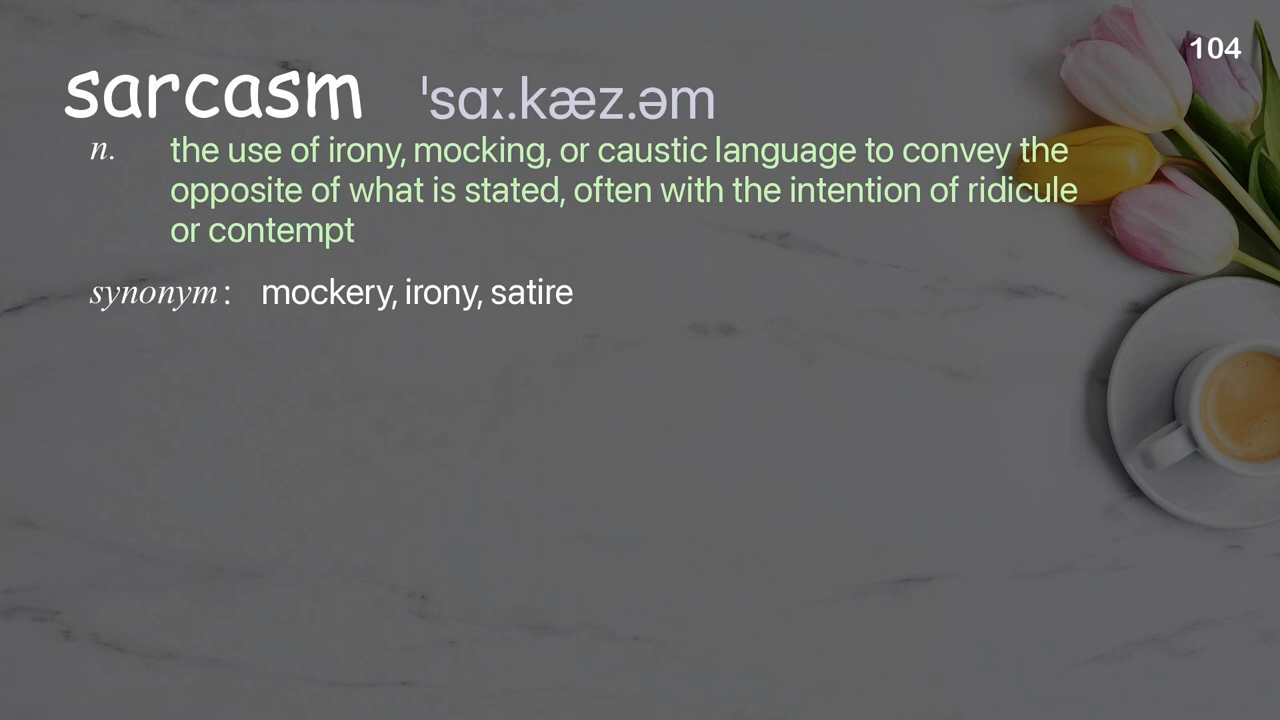 104
sarcasm ˈsɑː.kæz.əm
n. the use of irony, mocking, or caustic language to convey the
opposite of what is stated, often with the intention of ridicule
or contempt
synonym : mockery, irony, satire